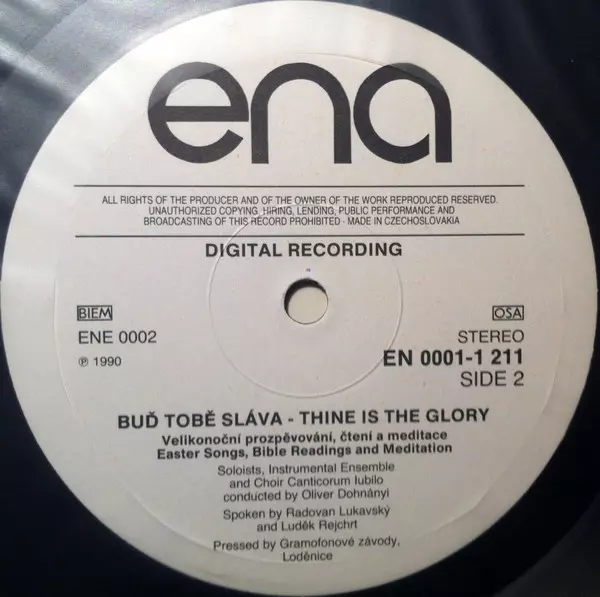 ena
ALL RIGHTS OF THE PRODUCER AND OF THE OWNER OF THE WORK REPRODUCED RESERVED.
UNAUTHORIZED COPYING, HIRING, LENDING, PUBLIC PERFORMANCE AND
BROADCASTING OF THIS RECORD PROHIBITED · MADE IN CZECHOSLOVAKIA
DIGITAL RECORDING
BIEM
OSA
ENE 0002
STEREO
℗ 1990
EN 0001-1 211
SIDE 2
BUĎ TOBĚ SLÁVA - THINE IS THE GLORY
Velikonoční prozpěvování, čtení a meditace
Easter Songs, Bible Readings and Meditation
Soloists, Instrumental Ensemble
and Choir Canticorum Iubilo
conducted by Oliver Dohnányi
Spoken by Radovan Lukavský
and Luděk Rejchrt
Pressed by Gramofonové závody,
Loděnice